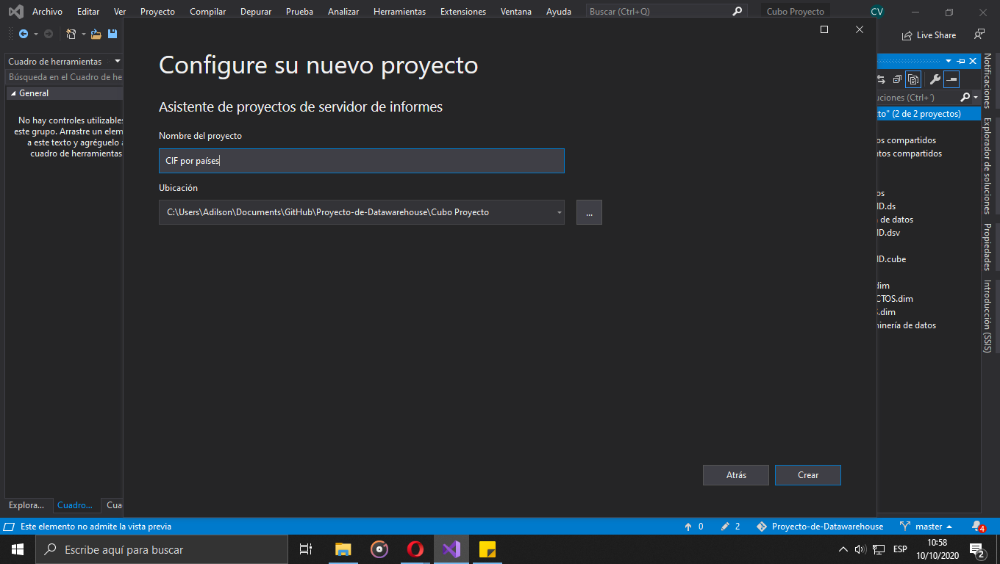 Archivo Editar Ver Proyecto Compilar Depurar Prueba Analizar Herramientas Extensiones Ventana Ayuda Buscar (Ctrl+Q) Cubo Proyecto CV
Live Share
Cuadro de herramientas
Búsqueda en el Cuadro de he
General
No hay controles utilizables
este grupo. Arrastre un elem
a este texto y agréguelo a
cuadro de herramientas
Configure su nuevo proyecto
Asistente de proyectos de servidor de informes
Nombre del proyecto
CIF por países
Ubicación
C:\Users\Adilson\Documents\GitHub\Proyecto-de-Datawarehouse\Cubo Proyecto
...
Atrás Crear
uciones (Ctrl+´)
to" (2 de 2 proyectos)
os compartidos
ntos compartidos
os
ID.ds
de datos
ID.dsv
ID.cube
dim
CTOS.dim
.dim
minería de datos
Notificaciones
Explorador de soluciones
Propiedades
Introducción (SSIS)
Explora... Cuadro... Cua
Este elemento no admite la vista previa 0 2 Proyecto-de-Datawarehouse master 4
Escribe aquí para buscar
ESP
10:58
10/10/2020
2